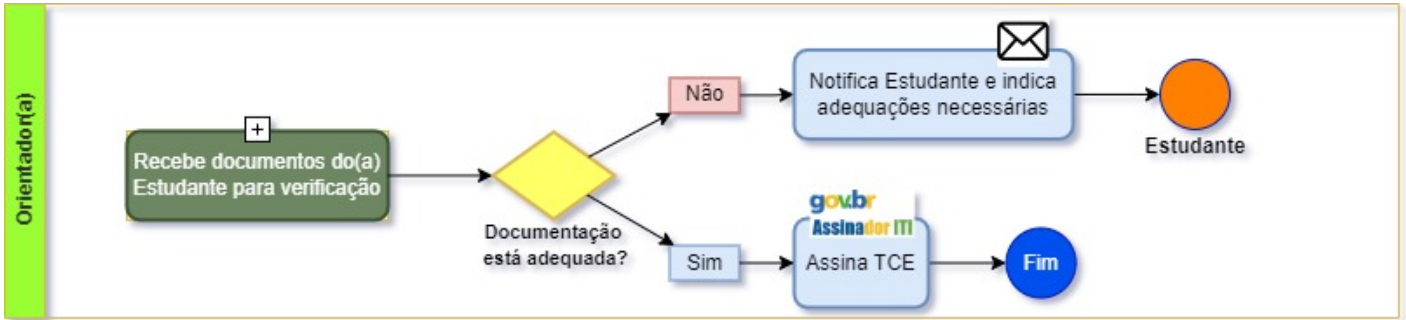 Orientador(a)
Recebe documentos do(a)
Estudante para verificação
Documentação
está adequada?
Não
Notifica Estudante e indica
adequações necessárias
Estudante
Sim
gov.br
Assinador ITI
Assina TCE
Fim